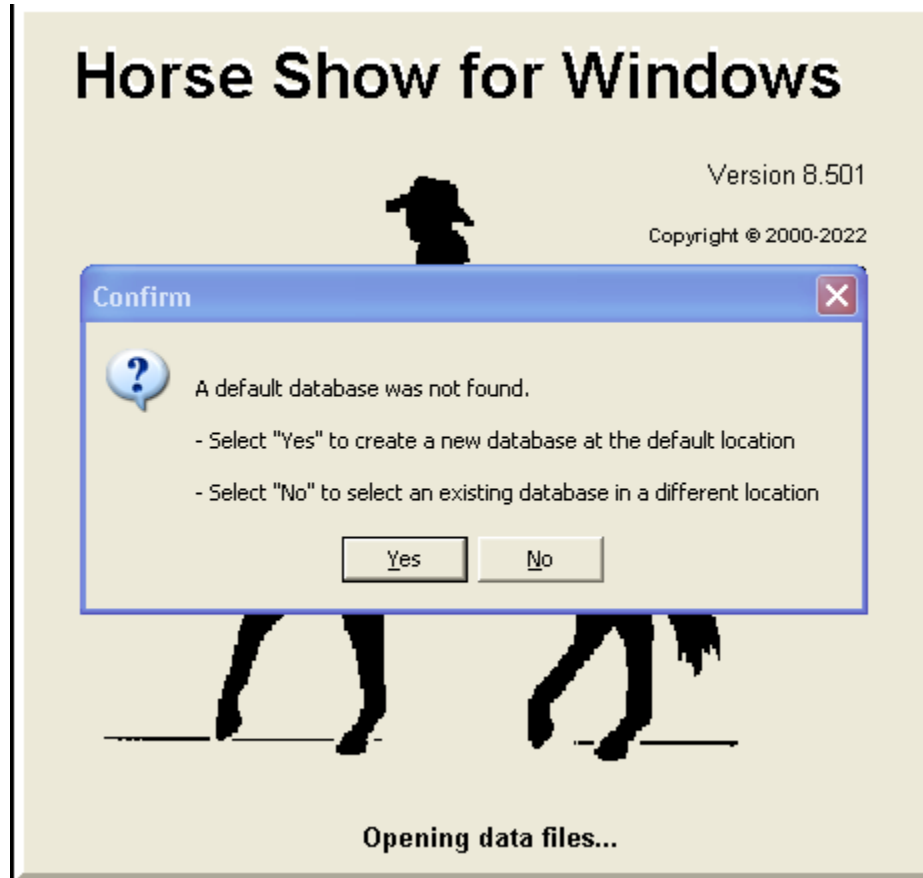 Horse Show for Windows
Version 8.501
Copyright © 2000-2022
Confirm
A default database was not found.
- Select "Yes" to create a new database at the default location
- Select "No" to select an existing database in a different location
Yes
No
Opening data files...